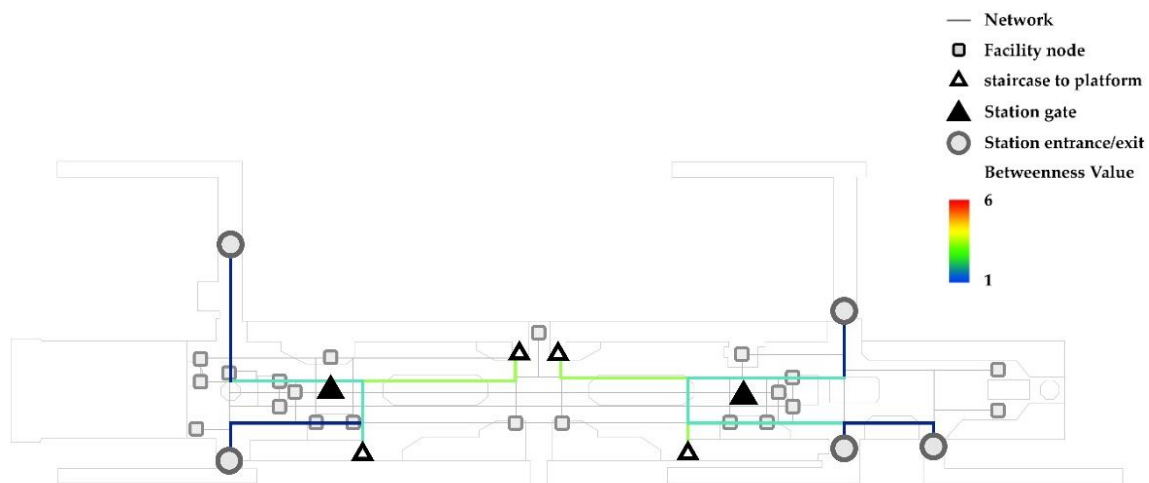 Network
Facility node
staircase to platform
Station gate
Station entrance/exit
Betweenness Value
6
1